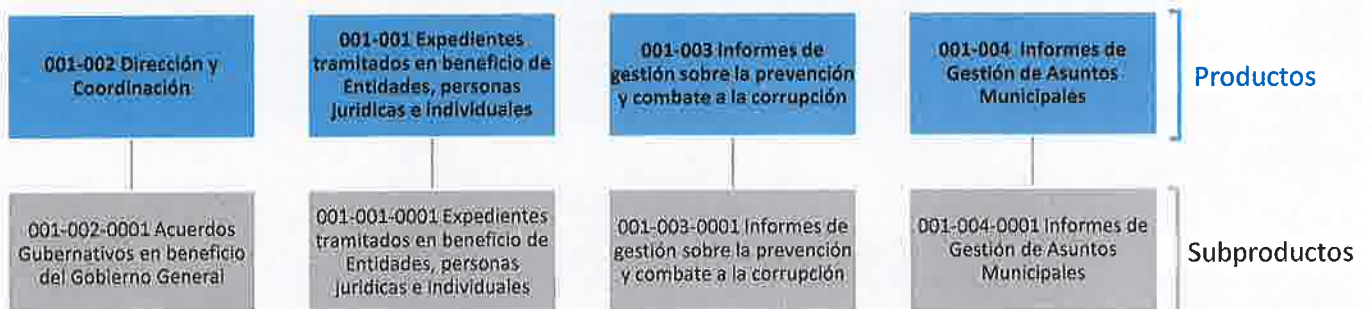 001-002 Dirección y
Coordinación
001-001 Expedientes
tramitados en beneficio de
Entidades, personas
Jurídicas e individuales
001-003 Informes de
gestión sobre la prevención
y combate a la corrupción
001-004 Informes de
Gestión de Asuntos
Municipales
Productos
001-002-0001 Acuerdos
Gubernativos en beneficio
del Gobierno General
001-001-0001 Expedientes
tramitados en beneficio de
Entidades, personas
Jurídicas e individuales
001-003-0001 Informes de
gestión sobre la prevención
y combate a la corrupción
001-004-0001 Informes de
Gestión de Asuntos
Municipales
Subproductos